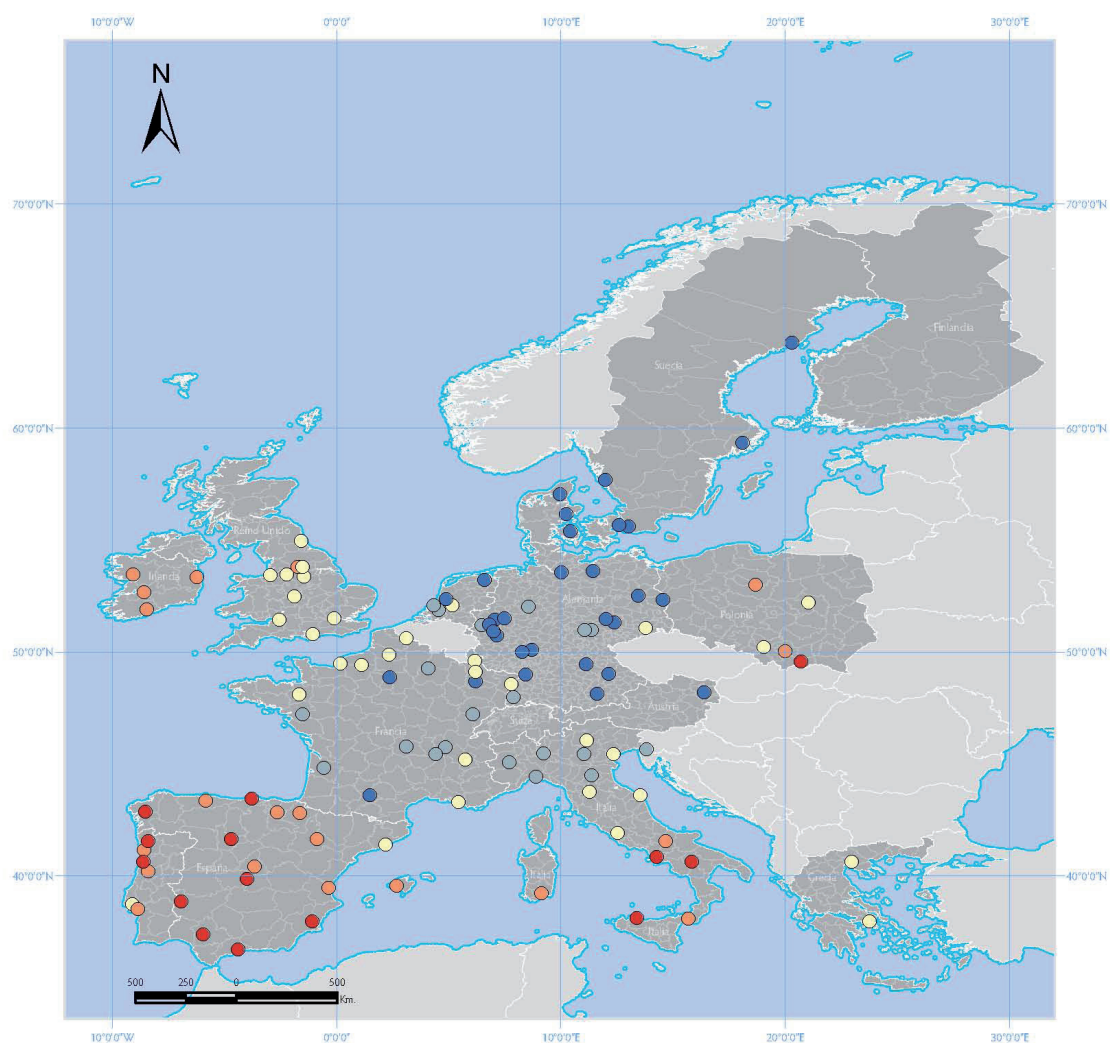 10°0'0"W 0°0'0" 10°0'0"E 20°0'0"E 30°0'0"E
N
70°0'0"N 70°0'0"N
Finlandia
Suecia
60°0'0"N 60°0'0"N
Reino Unido
Irlanda
Alemania
Polonia
50°0'0"N 50°0'0"N
Austria
Suiza
Francia
Italia
España
Italia
Grecia
40°0'0"N 40°0'0"N
Italia
500 250 0 500
Km.
10°0'0"W 0°0'0" 10°0'0"E 20°0'0"E 30°0'0"E